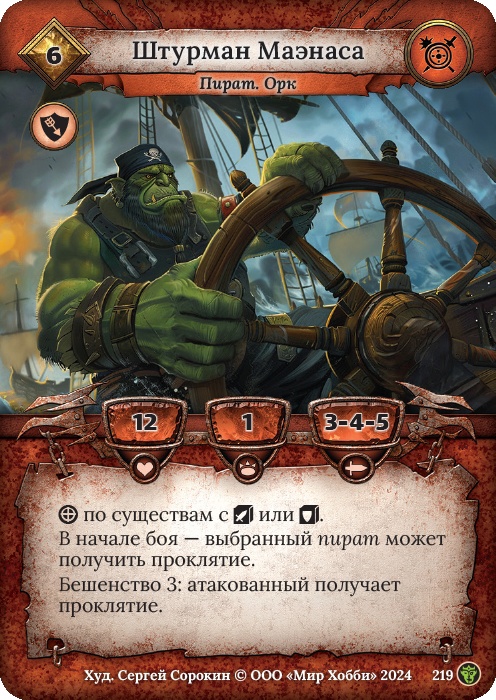 6
Штурман Маэнаса
Пират. Орк
12
1
3-4-5
по существам с или .
В начале боя — выбранный пират может
получить проклятие.
Бешенство 3: атакованный получает
проклятие.
Худ. Сергей Сорокин © ООО «Мир Хобби» 2024
219